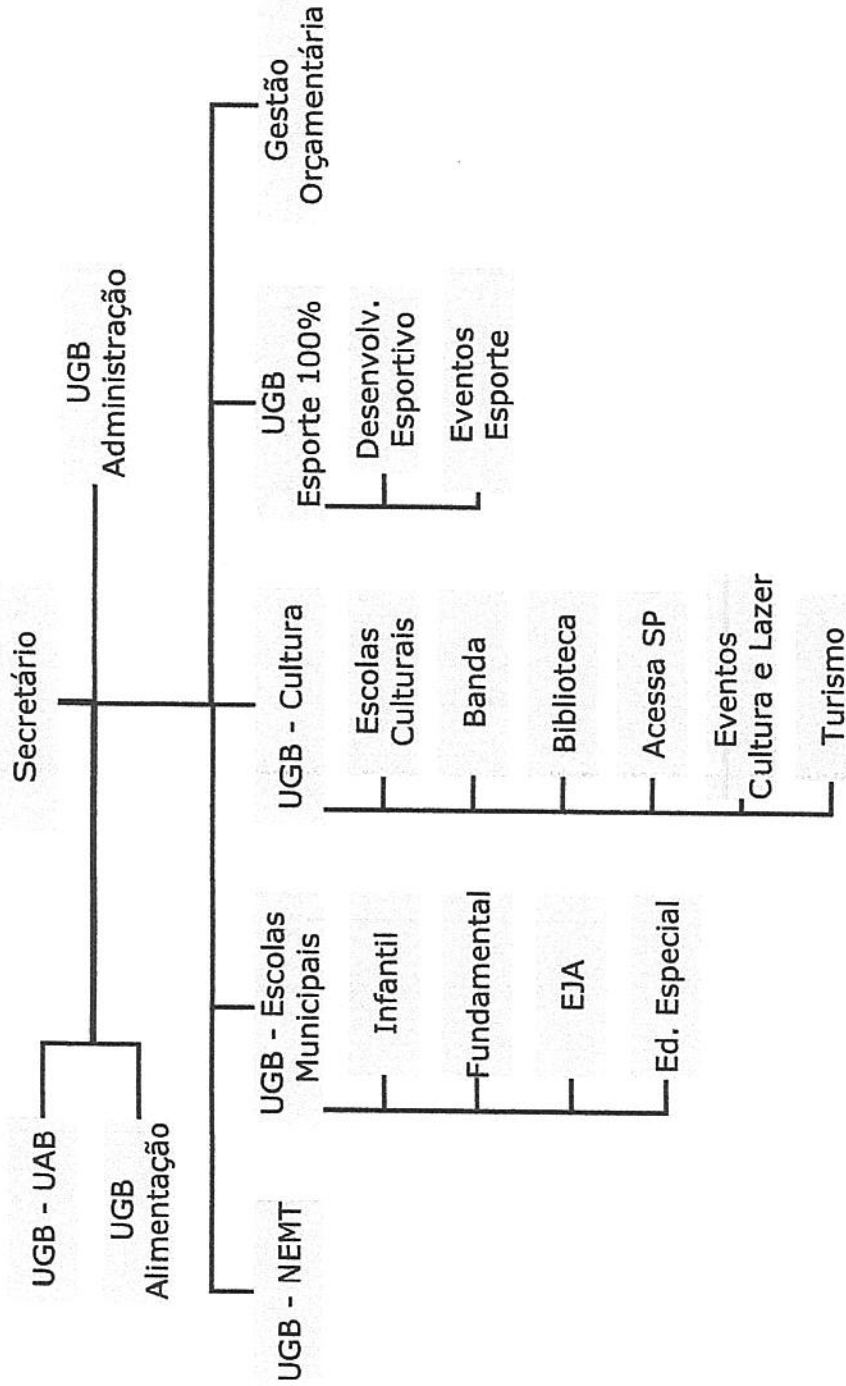 Secretário
UGB - UAB
UGB
Alimentação
UGB
Administração
UGB - NEMT
UGB - Escolas
Municipais
Infantil
Fundamental
EJA
Ed. Especial
UGB - Cultura
Escolas
Culturais
Banda
Biblioteca
Acessa SP
Eventos
Cultura e Lazer
Turismo
UGB
Esporte 100%
Desenvolv.
Esportivo
Eventos
Esporte
Gestão
Orçamentária